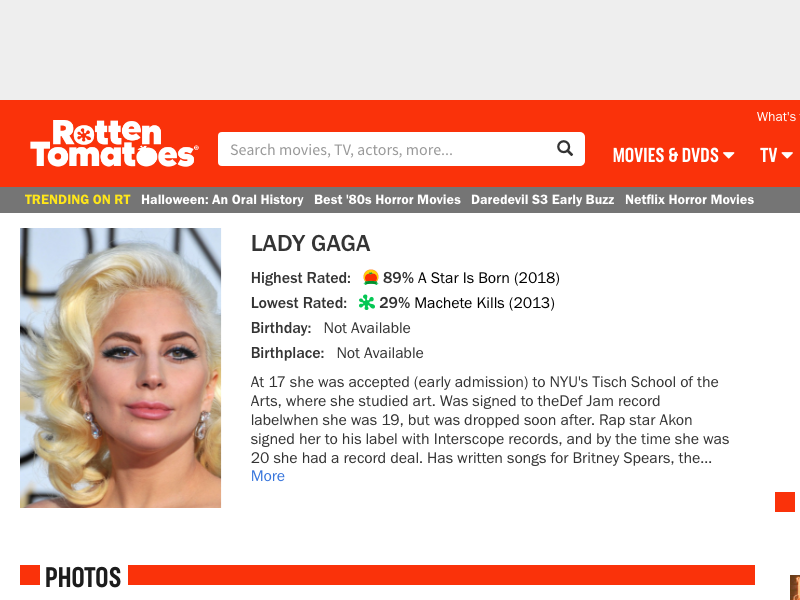 What's
Rotten
Tomatoes®
Search movies, TV, actors, more...
MOVIES & DVDS
TV
TRENDING ON RT Halloween: An Oral History Best '80s Horror Movies Daredevil S3 Early Buzz Netflix Horror Movies
LADY GAGA
Highest Rated: 89% A Star Is Born (2018)
Lowest Rated: 29% Machete Kills (2013)
Birthday: Not Available
Birthplace: Not Available
At 17 she was accepted (early admission) to NYU's Tisch School of the
Arts, where she studied art. Was signed to theDef Jam record
labelwhen she was 19, but was dropped soon after. Rap star Akon
signed her to his label with Interscope records, and by the time she was
20 she had a record deal. Has written songs for Britney Spears, the...
More
PHOTOS